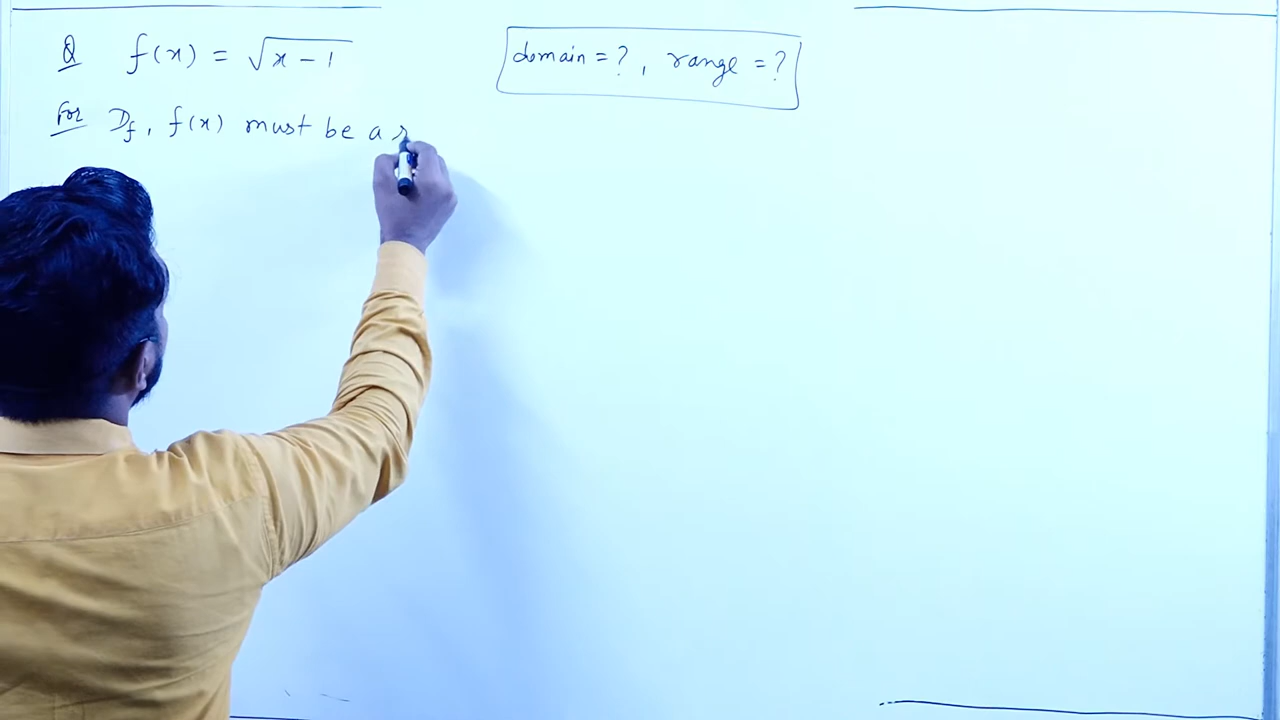 Q f(x) = √x - 1 domain = ?, range = ?
For Df, f(x) must be a